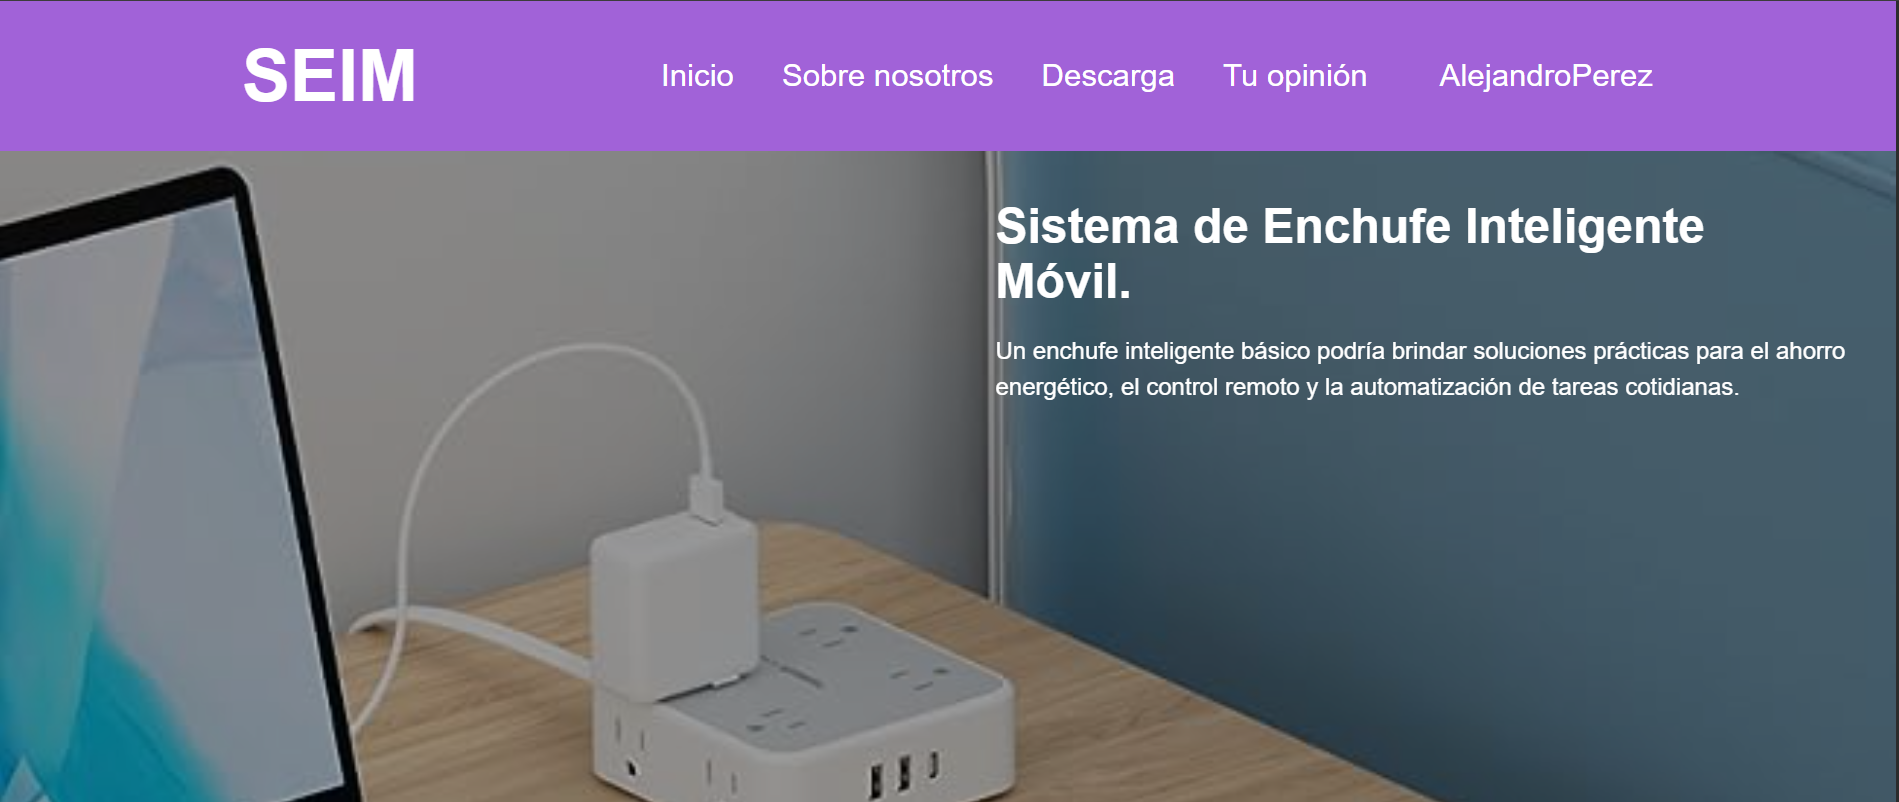 SEIM
Inicio Sobre nosotros Descarga Tu opinión AlejandroPerez
Sistema de Enchufe Inteligente
Móvil.
Un enchufe inteligente básico podría brindar soluciones prácticas para el ahorro
energético, el control remoto y la automatización de tareas cotidianas.